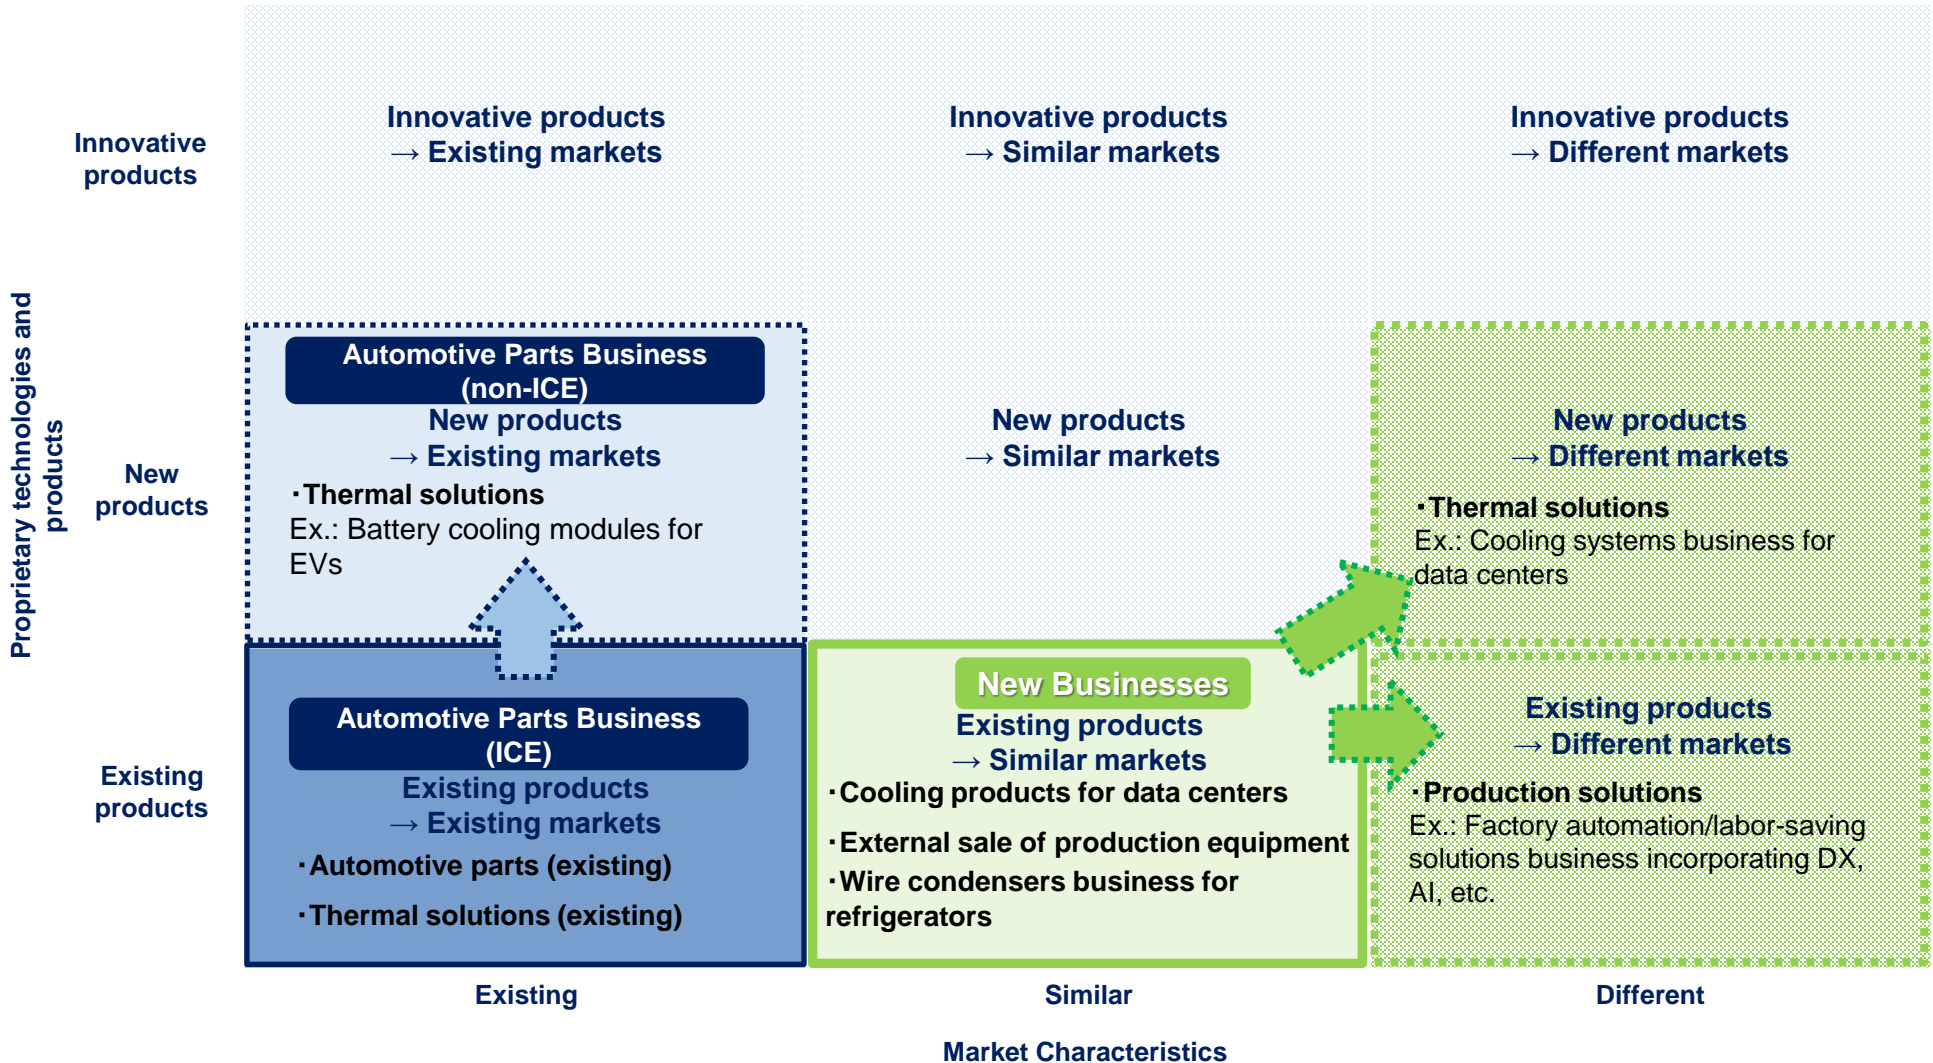 Proprietary technologies and
products
Innovative
products
Innovative products
→ Existing markets
Innovative products
→ Similar markets
Innovative products
→ Different markets
New
products
Automotive Parts Business
(non-ICE)
New products
→ Existing markets
・Thermal solutions
Ex.: Battery cooling modules for
EVs
New products
→ Similar markets
New products
→ Different markets
・Thermal solutions
Ex.: Cooling systems business for
data centers
Existing
products
Automotive Parts Business
(ICE)
Existing products
→ Existing markets
・Automotive parts (existing)
・Thermal solutions (existing)
New Businesses
Existing products
→ Similar markets
・Cooling products for data centers
・External sale of production equipment
・Wire condensers business for
refrigerators
Existing products
→ Different markets
・Production solutions
Ex.: Factory automation/labor-saving
solutions business incorporating DX,
AI, etc.
Existing
Similar
Different
Market Characteristics